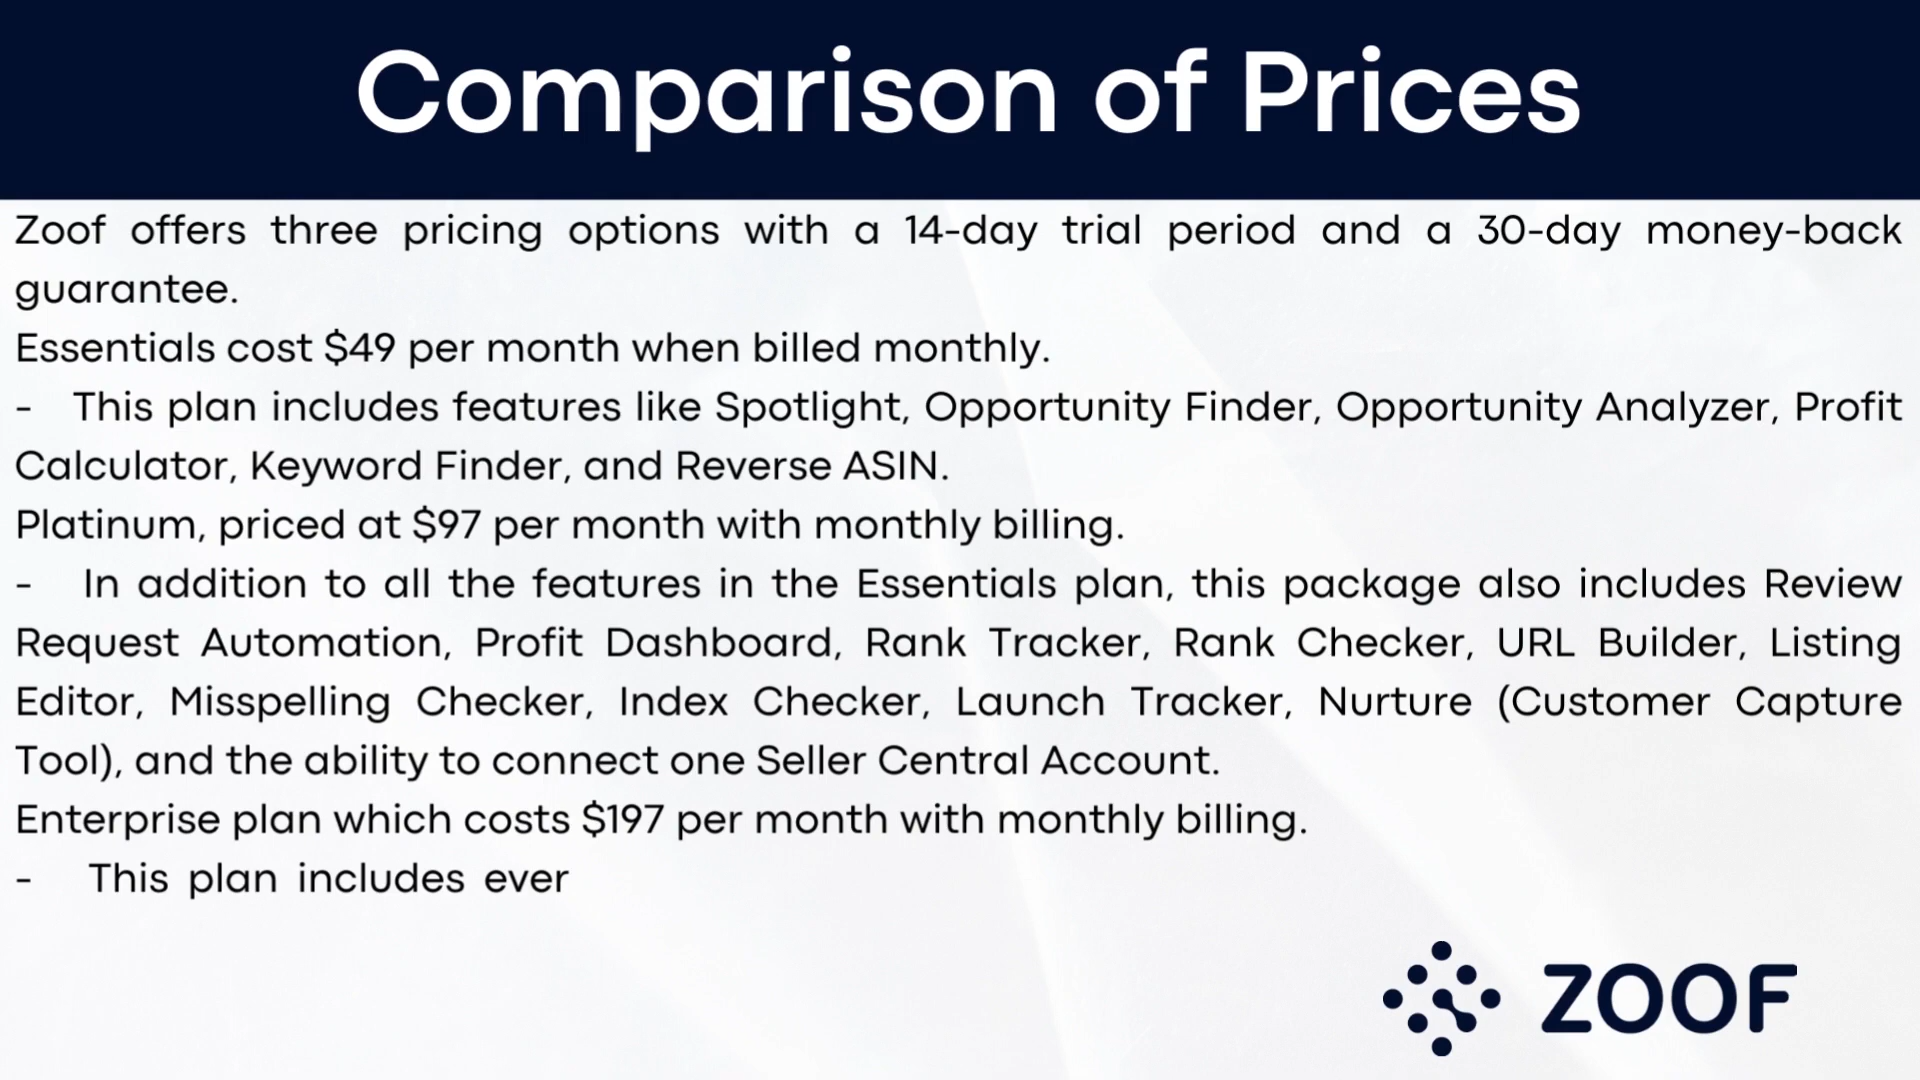 Comparison of Prices
Zoof offers three pricing options with a 14-day trial period and a 30-day money-back
guarantee.
Essentials cost $49 per month when billed monthly.
- This plan includes features like Spotlight, Opportunity Finder, Opportunity Analyzer, Profit
Calculator, Keyword Finder, and Reverse ASIN.
Platinum, priced at $97 per month with monthly billing.
- In addition to all the features in the Essentials plan, this package also includes Review
Request Automation, Profit Dashboard, Rank Tracker, Rank Checker, URL Builder, Listing
Editor, Misspelling Checker, Index Checker, Launch Tracker, Nurture (Customer Capture
Tool), and the ability to connect one Seller Central Account.
Enterprise plan which costs $197 per month with monthly billing.
- This plan includes ever
ZOOF